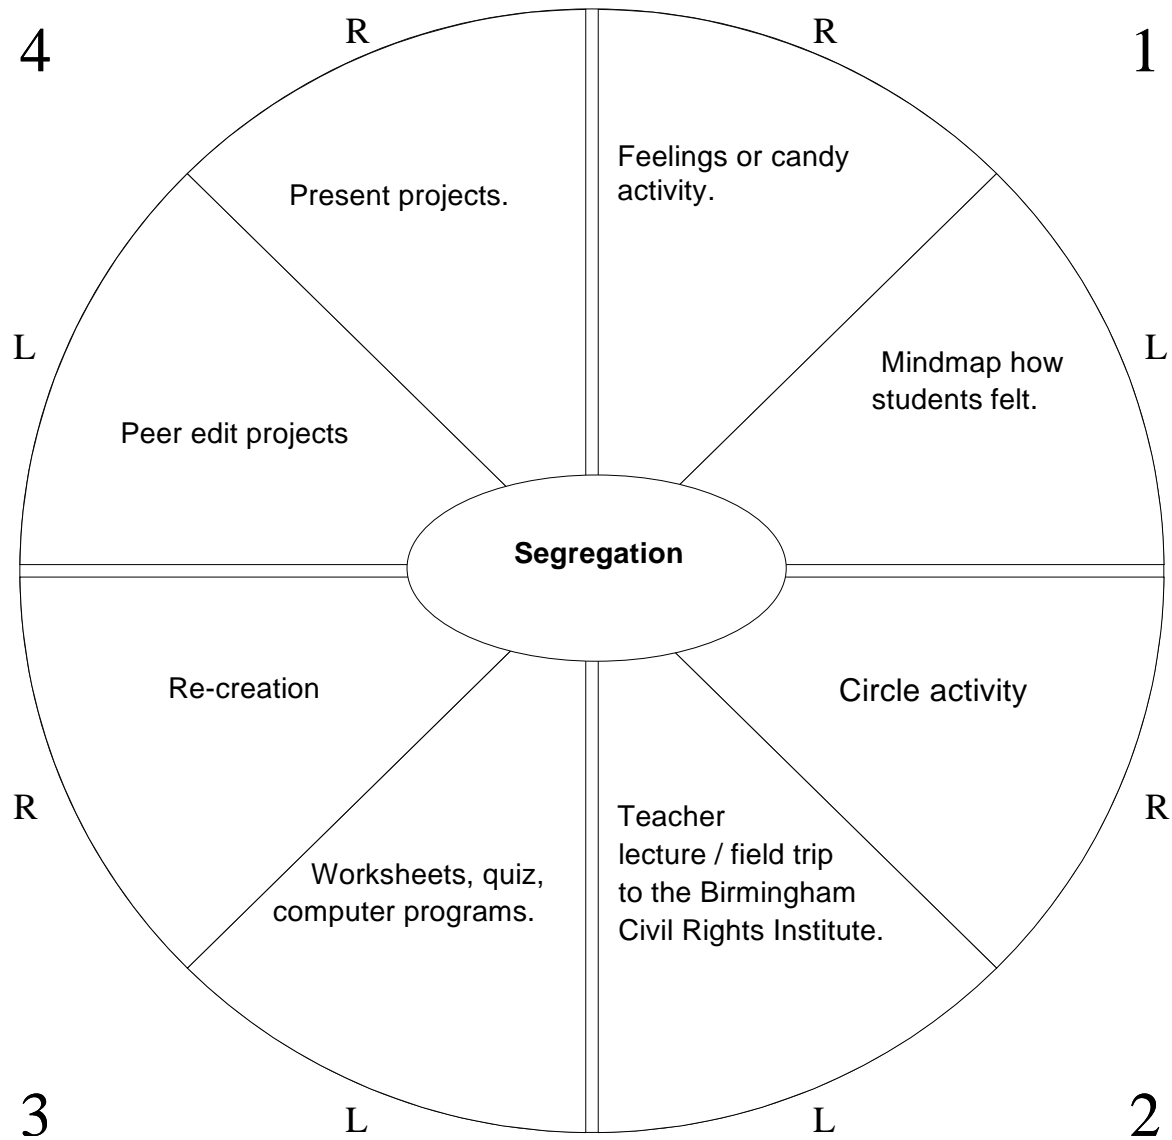 4
R
R
1
Feelings or candy
activity.
Present projects.
L
L
Mindmap how
students felt.
Peer edit projects
Segregation
Re-creation
Circle activity
R
R
Teacher
lecture / field trip
to the Birmingham
Civil Rights Institute.
Worksheets, quiz,
computer programs.
3
L
L
2